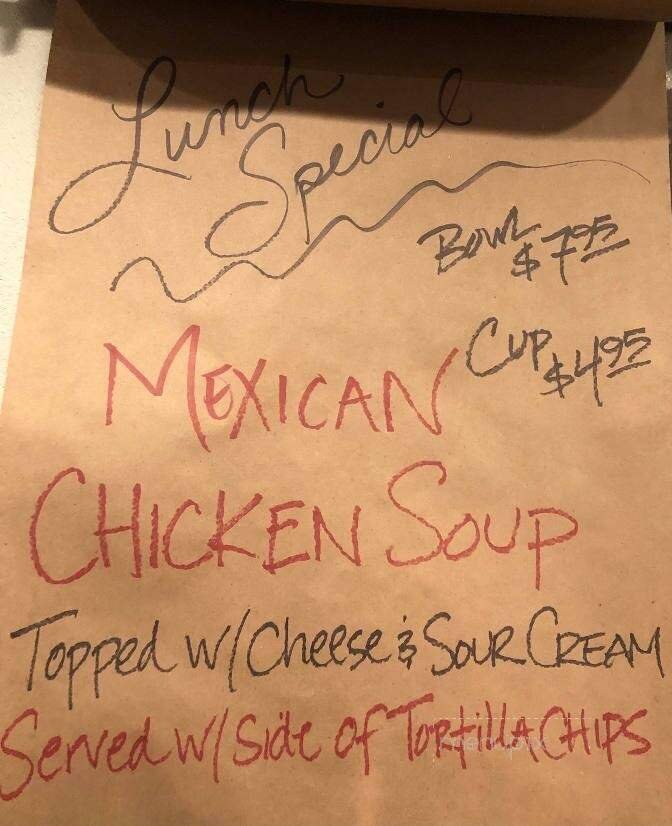 Lunch
Special
Bowl
$7.95
Cup
$4.95
MEXICAN
CHICKEN SOUP
Topped w/ Cheese & SOUR CREAM
Served w/ Side of TORTILLA CHIPS